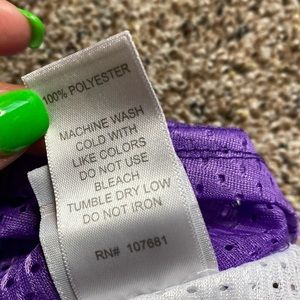 100% POLYESTER
MACHINE WASH
COLD WITH
LIKE COLORS
DO NOT USE
BLEACH
TUMBLE DRY LOW
DO NOT IRON
RN# 107681